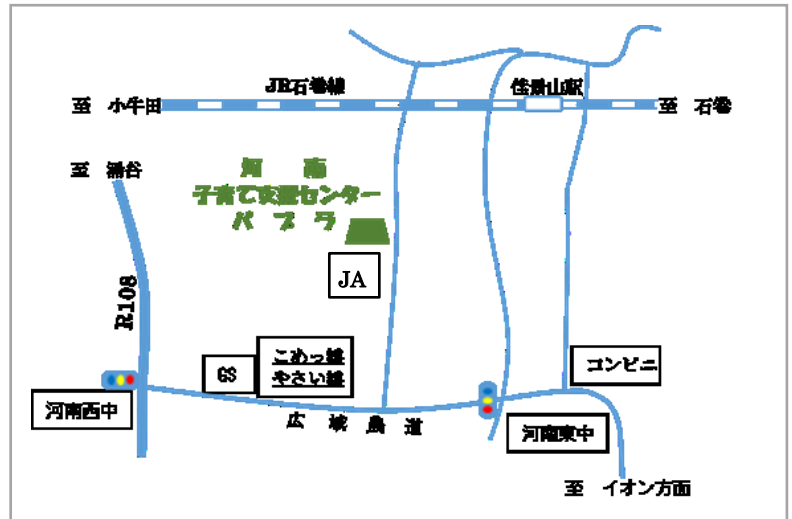 JR石巻線
佳景山駅
至 小牛田
至 石巻
至 涌谷
河 南
子育て支援センター
パプラ
JA
R108
GS
こめっ娘
やさい娘
コンビニ
河南西中
広域農道
河南東中
至 イオン方面